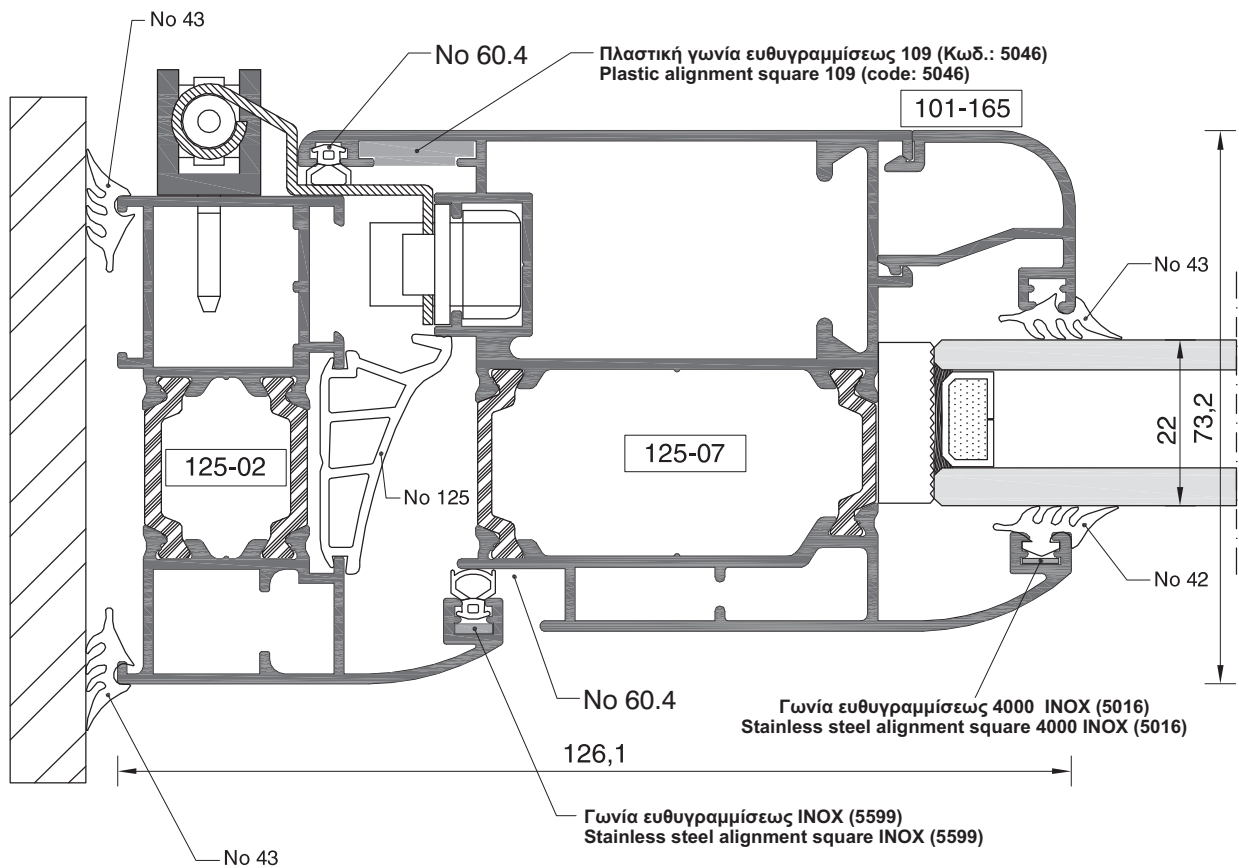 No 43
No 60.4
Πλαστική γωνία ευθυγραμμίσεως 109 (Κωδ.: 5046)
Plastic alignment square 109 (code: 5046)
101-165
No 43
22
73,2
125-02
125-07
No 125
No 42
No 60.4
Γωνία ευθυγραμμίσεως 4000 INOX (5016)
Stainless steel alignment square 4000 INOX (5016)
126,1
Γωνία ευθυγραμμίσεως INOX (5599)
Stainless steel alignment square INOX (5599)
No 43